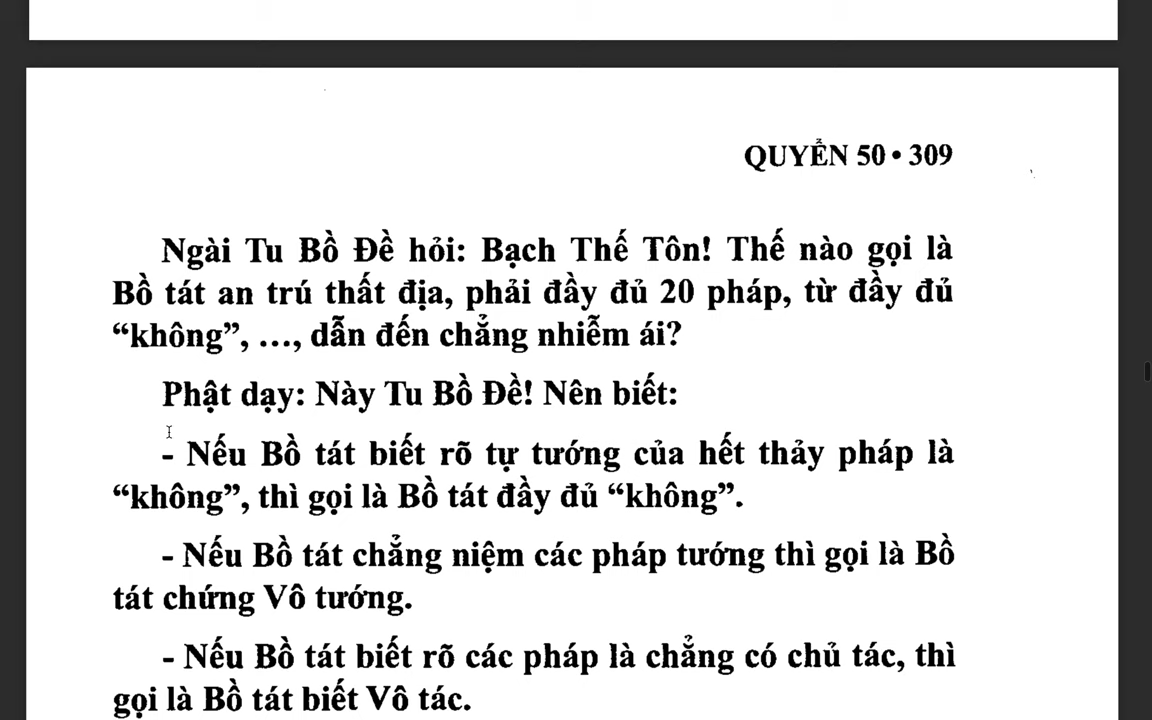 QUYỂN 50 • 309
Ngài Tu Bồ Đề hỏi: Bạch Thế Tôn! Thế nào gọi là
Bồ tát an trú thất địa, phải đầy đủ 20 pháp, từ đầy đủ
“không”, ..., dẫn đến chẳng nhiễm ái?
Phật dạy: Này Tu Bồ Đề! Nên biết:
- Nếu Bồ tát biết rõ tự tướng của hết thảy pháp là
“không”, thì gọi là Bồ tát đầy đủ “không”.
- Nếu Bồ tát chẳng niệm các pháp tướng thì gọi là Bồ
tát chứng Vô tướng.
- Nếu Bồ tát biết rõ các pháp là chẳng có chủ tác, thì
gọi là Bồ tát biết Vô tác.